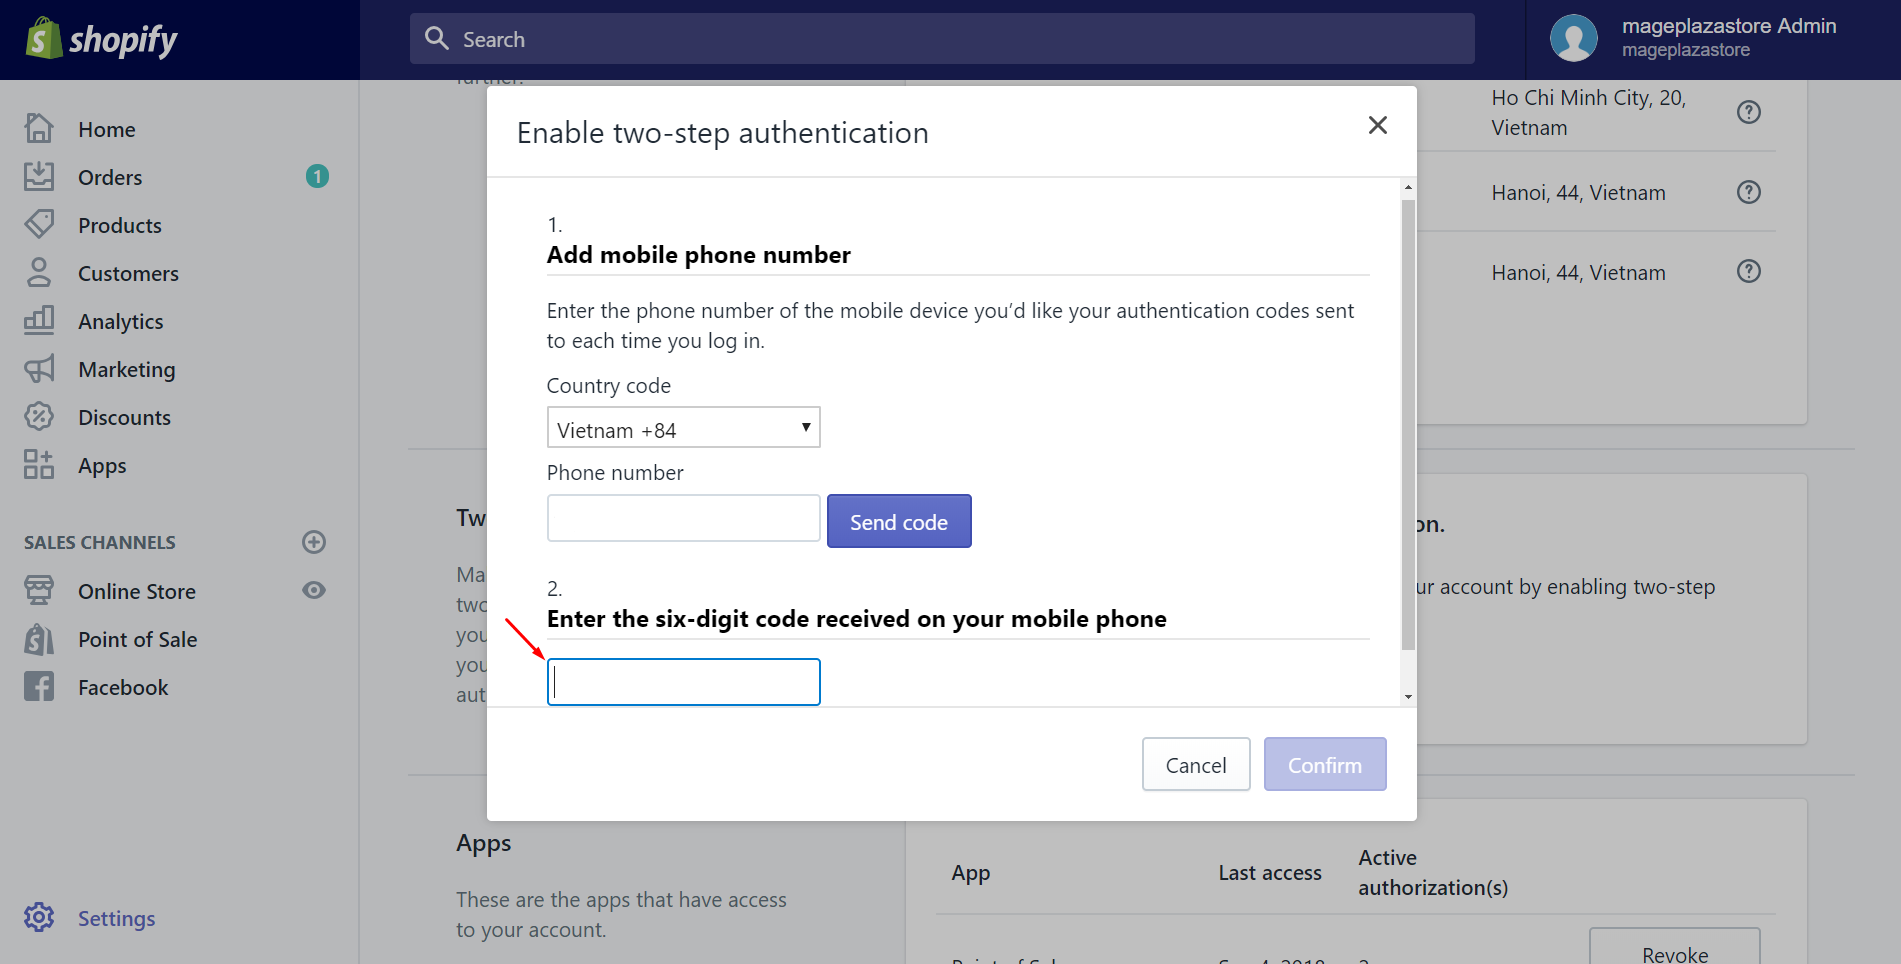 shopify
Search
mageplazastore Admin
mageplazastore
Home
Orders
1
Products
Customers
Analytics
Marketing
Discounts
Apps
SALES CHANNELS
Online Store
Point of Sale
Facebook
Settings
further.
Ho Chi Minh City, 20,
Vietnam
Hanoi, 44, Vietnam
Hanoi, 44, Vietnam
Enable two-step authentication
1.
Add mobile phone number
Enter the phone number of the mobile device you’d like your authentication codes sent
to each time you log in.
Country code
Vietnam +84
Phone number
Send code
2.
Enter the six-digit code received on your mobile phone
Cancel
Confirm
Tw
Ma
two
you
you
aut
on.
ur account by enabling two-step
Apps
These are the apps that have access
to your account.
App
Last access
Active
authorization(s)
Revoke